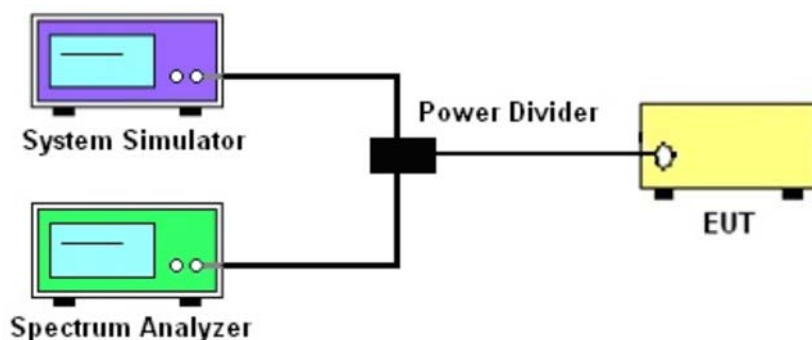 System Simulator
Power Divider
EUT
Spectrum Analyzer